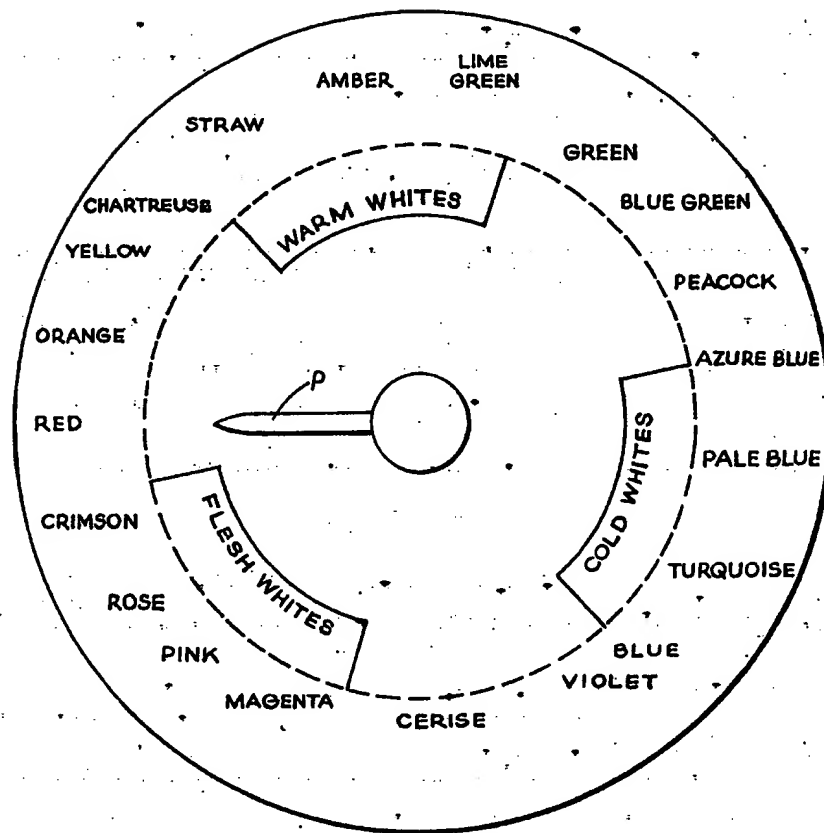 AMBER
LIME
GREEN
STRAW
GREEN
CHARTREUSE
WARM WHITES
BLUE GREEN
YELLOW
PEACOCK
ORANGE
AZURE BLUE
P
RED
PALE BLUE
COLD WHITES
CRIMSON
FLESH WHITES
TURQUOISE
ROSE
PINK
BLUE
VIOLET
MAGENTA
CERISE